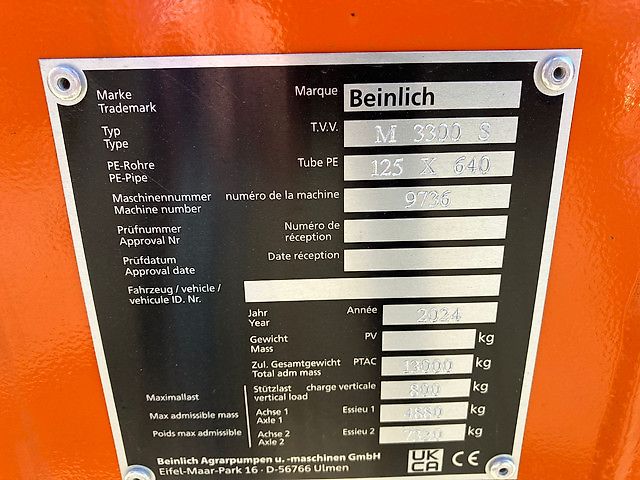 Marke Marque Beinlich
Trademark
Typ T.V.V. M 3300 S
Type
PE-Rohre Tube PE 125 X 640
PE-Pipe
Maschinennummer numéro de la machine 9736
Machine number
Prüfnummer Numéro de
Approval Nr réception
Prüfdatum Date réception
Approval date
Fahrzeug / vehicle /
vehicule ID. Nr.
Jahr Année 2024
Year
Gewicht PV kg
Mass
Zul. Gesamtgewicht PTAC 13000 kg
Total adm mass
Maximallast
Max admissible mass
Poids max admissible
Stützlast charge verticale 800 kg
vertical load
Achse 1 Essieu 1 4880 kg
Axle 1
Achse 2 Essieu 2 kg
Axle 2
Beinlich Agrarpumpen u. -maschinen GmbH
Eifel-Maar-Park 16 · D-56766 Ulmen
UK
CA
CE